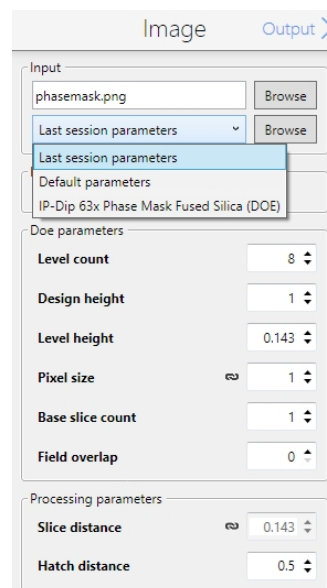 Image Output
Input
phasemask.png Browse
Last session parameters Browse
Last session parameters
Default parameters
IP-Dip 63x Phase Mask Fused Silica (DOE)
Doe parameters
Level count 8
Design height 1
Level height 0.143
Pixel size 1
Base slice count 1
Field overlap 0
Processing parameters
Slice distance 0.143
Hatch distance 0.5